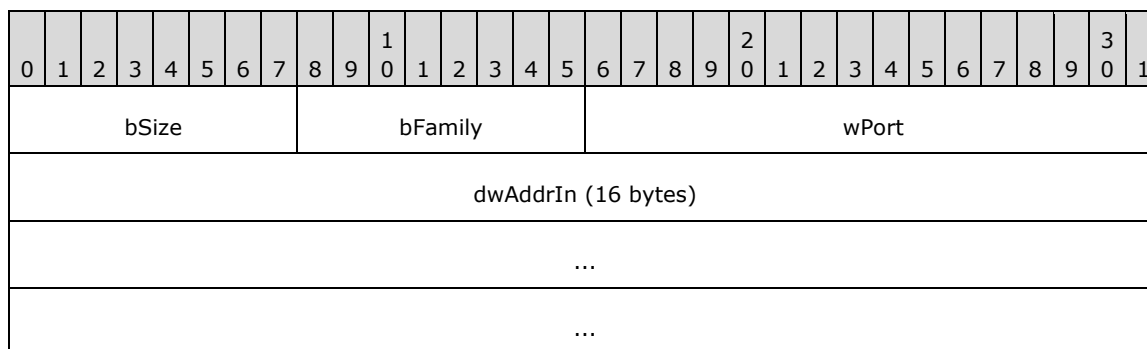 1 2 3
0 1 2 3 4 5 6 7 8 9 0 1 2 3 4 5 6 7 8 9 0 1 2 3 4 5 6 7 8 9 0 1
bSize bFamily wPort
dwAddrIn (16 bytes)
...
...